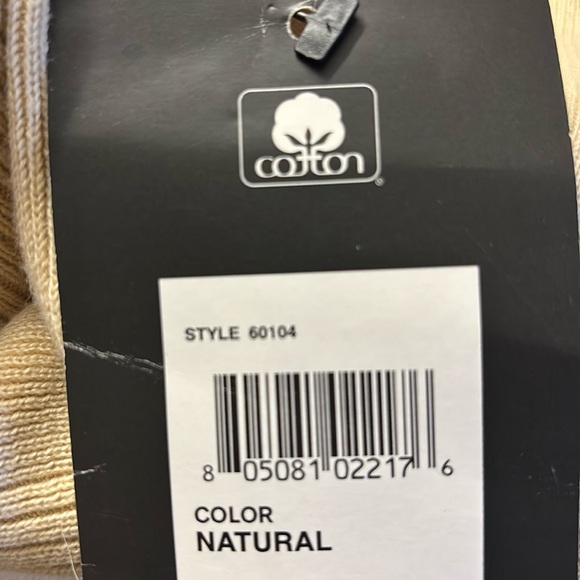 cotton
STYLE 60104
8 05081 02217 6
COLOR
NATURAL